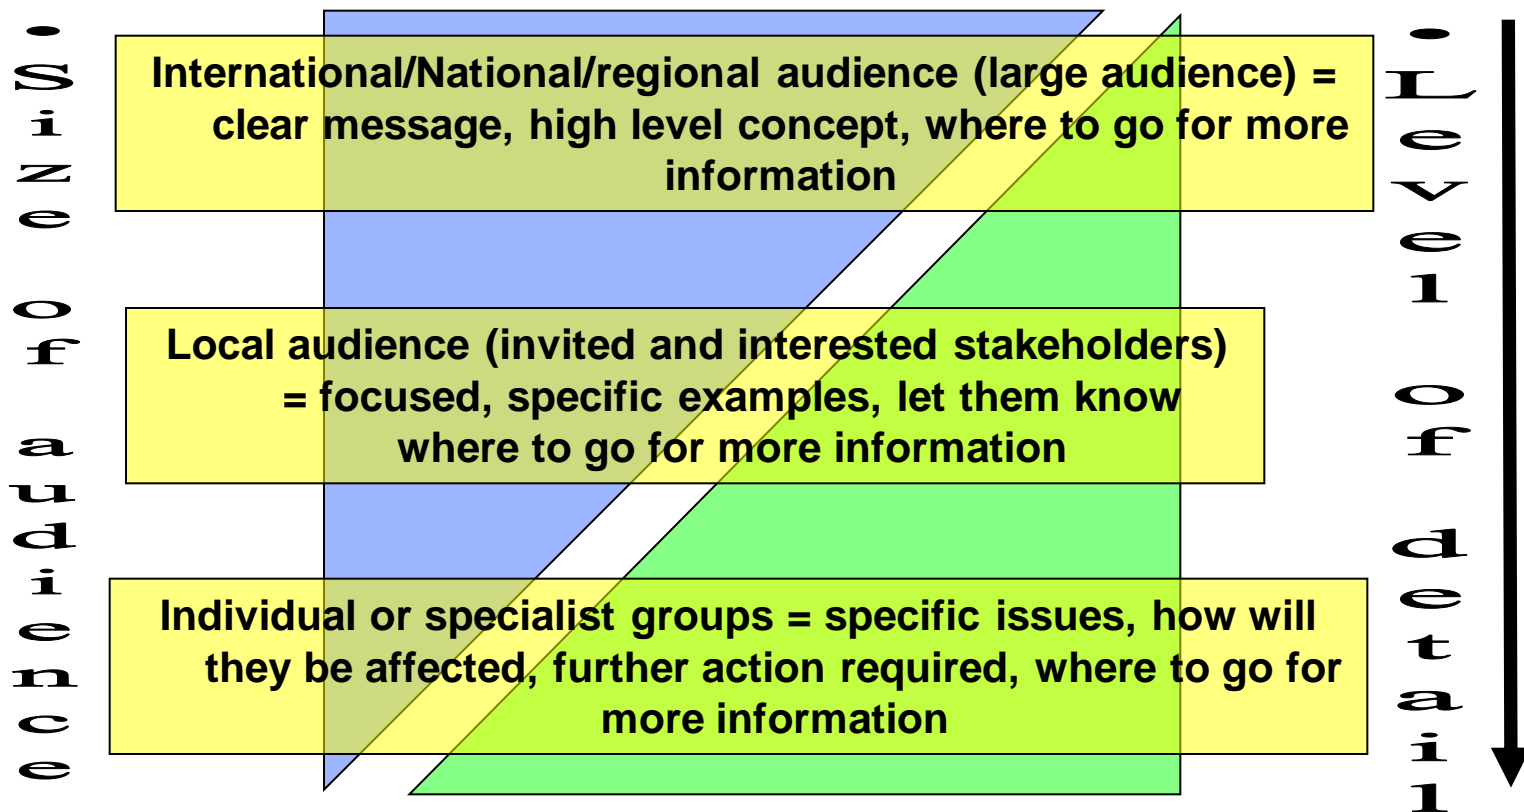 •Size of audience
International/National/regional audience (large audience) =
clear message, high level concept, where to go for more
information
Local audience (invited and interested stakeholders)
= focused, specific examples, let them know
where to go for more information
Individual or specialist groups = specific issues, how will
they be affected, further action required, where to go for
more information
•Level of detail